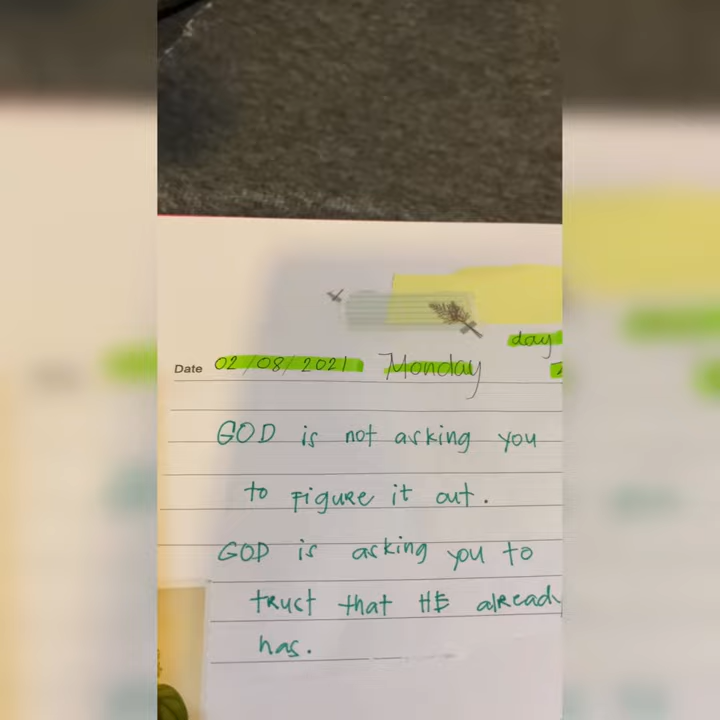 day
Date 02/08/2021 Monday
GOD is not asking you
to figure it out.
GOD is asking you to
trust that HE already
has.